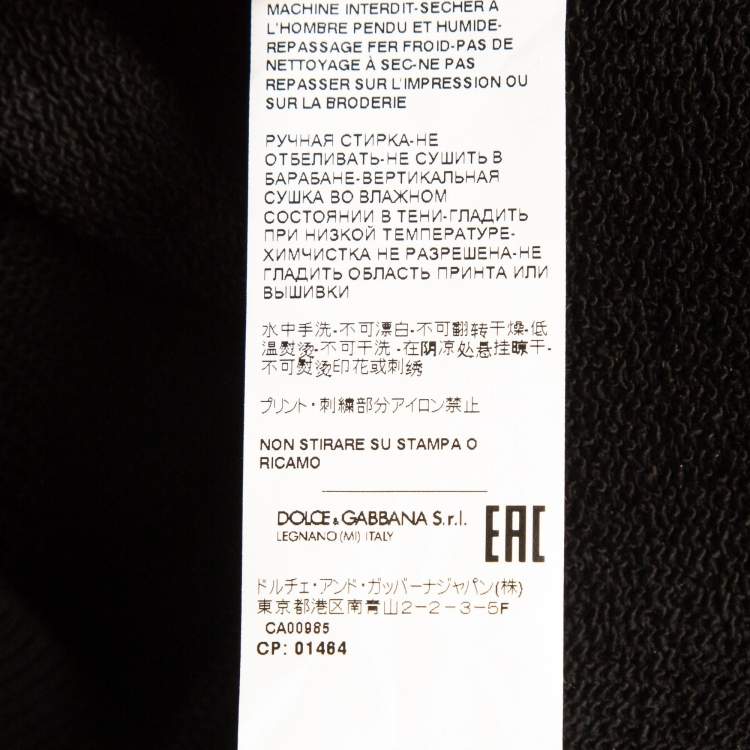 MACHINE INTERDIT-SECHER A
L'HOMBRE PENDU ET HUMIDE-
REPASSAGE FER FROID-PAS DE
NETTOYAGE À SEC-NE PAS
REPASSER SUR L'IMPRESSION OU
SUR LA BRODERIE
РУЧНАЯ СТИРКА-НЕ
ОТБЕЛИВАТЬ-НЕ СУШИТЬ В
БАРАБАНЕ-ВЕРТИКАЛЬНАЯ
СУШКА ВО ВЛАЖНОМ
СОСТОЯНИИ В ТЕНИ-ГЛАДИТЬ
ПРИ НИЗКОЙ ТЕМПЕРАТУРЕ-
ХИМЧИСТКА НЕ РАЗРЕШЕНА-НЕ
ГЛАДИТЬ ОБЛАСТЬ ПРИНТА ИЛИ
ВЫШИВКИ
水中手洗-不可漂白-不可翻转干燥-低
温熨烫-不可干洗-在阴凉处悬挂晾干-
不可熨烫印花或刺绣
プリント・刺繍部分アイロン禁止
NON STIRARE SU STAMPA O
RICAMO
DOLCE & GABBANA S.r.l.
LEGNANO (MI) ITALY
EAC
ドルチェ・アンド・ガッバーナジャパン(株)
東京都港区南青山2-2-3-5F
CA00985
CP: 01464